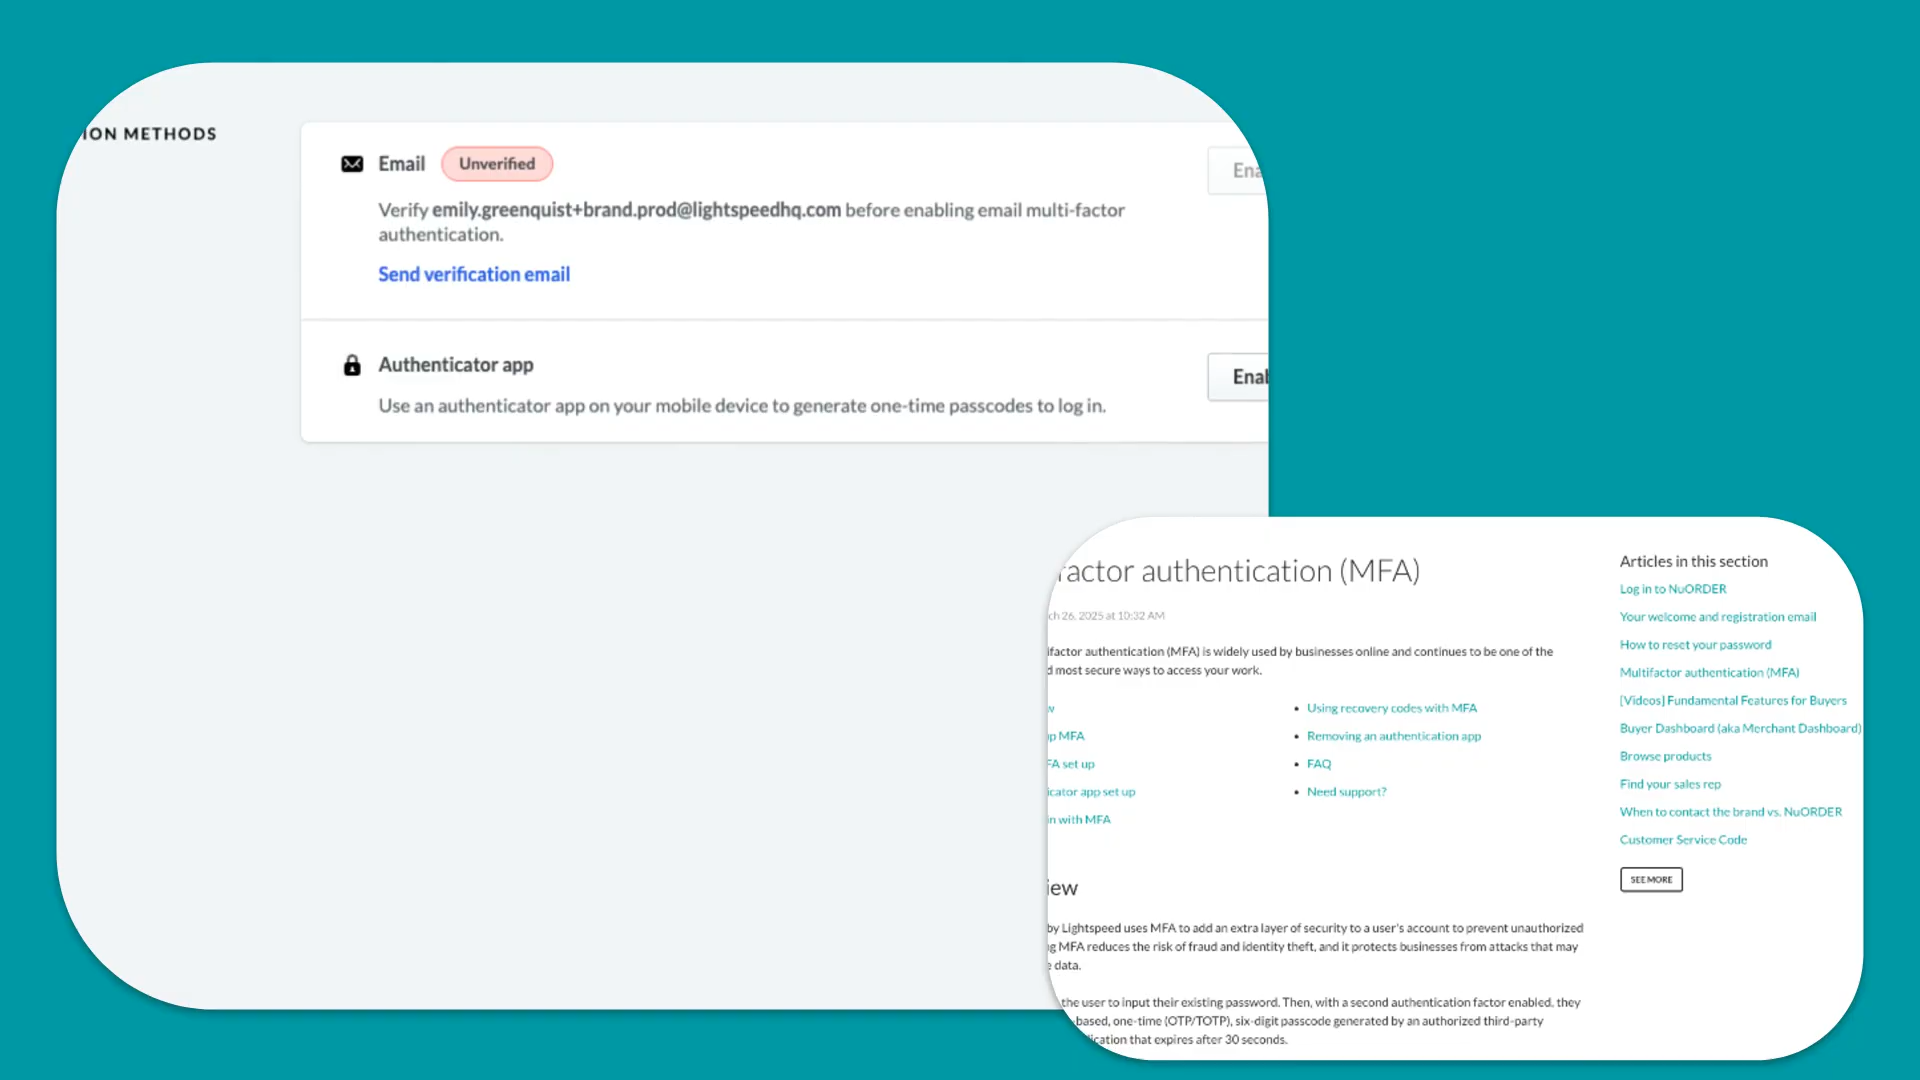 METHODS
Email
Unverified
Verify emily.greenquist+brand.prod@lightspeedhq.com before enabling email multi-factor
authentication.
Send verification email
Authenticator app
Use an authenticator app on your mobile device to generate one-time passcodes to log in.
authentication (MFA)
26, 2025 at 10:32 AM
authentication (MFA) is widely used by businesses online and continues to be one of the
most secure ways to access your work.
MFA
set up
app set up
with MFA
• Using recovery codes with MFA
• Removing an authentication app
• FAQ
• Need support?
by Lightspeed uses MFA to add an extra layer of security to a user's account to prevent unauthorized
MFA reduces the risk of fraud and identity theft, and it protects businesses from attacks that may
data.
the user to input their existing password. Then, with a second authentication factor enabled, they
-based, one-time (OTP/TOTP), six-digit passcode generated by an authorized third-party
that expires after 30 seconds.
Articles in this section
Log in to NuORDER
Your welcome and registration email
How to reset your password
Multifactor authentication (MFA)
[Videos] Fundamental Features for Buyers
Buyer Dashboard (aka Merchant Dashboard)
Browse products
Find your sales rep
When to contact the brand vs. NuORDER
Customer Service Code
SEE MORE